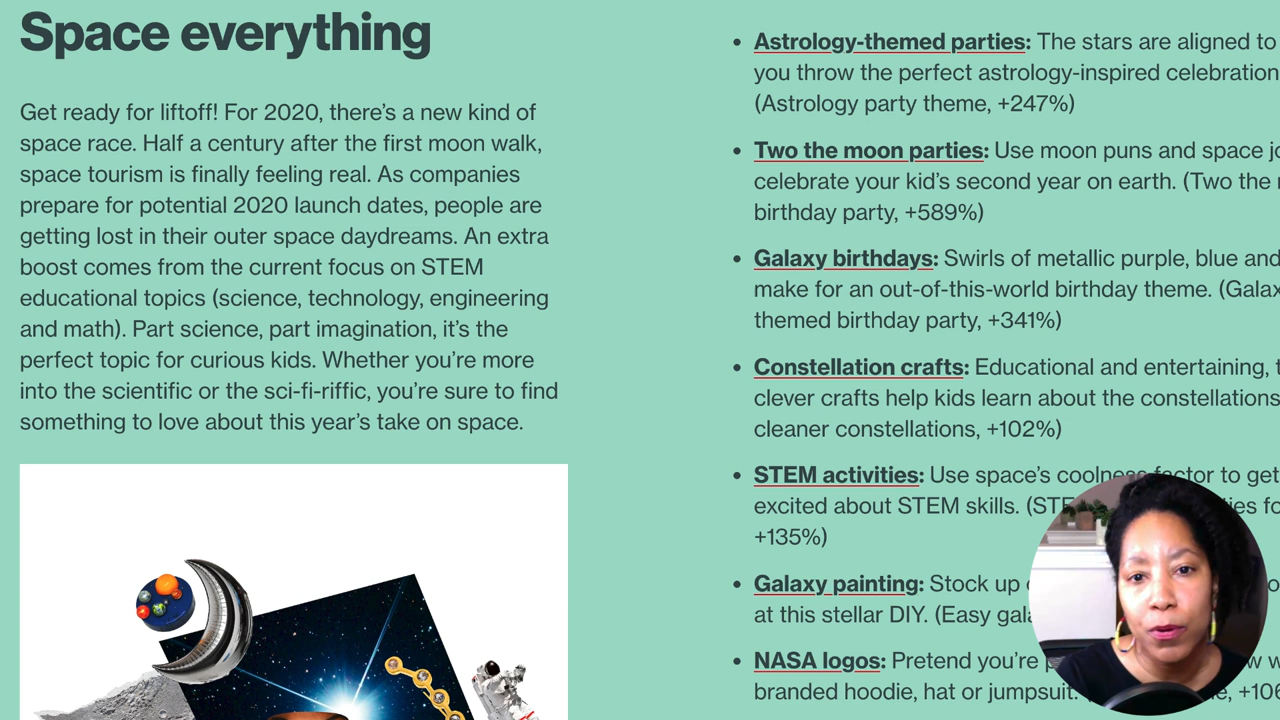 Space everything
Get ready for liftoff! For 2020, there’s a new kind of
space race. Half a century after the first moon walk,
space tourism is finally feeling real. As companies
prepare for potential 2020 launch dates, people are
getting lost in their outer space daydreams. An extra
boost comes from the current focus on STEM
educational topics (science, technology, engineering
and math). Part science, part imagination, it’s the
perfect topic for curious kids. Whether you’re more
into the scientific or the sci-fi-riffic, you’re sure to find
something to love about this year’s take on space.
• Astrology-themed parties: The stars are aligned to
you throw the perfect astrology-inspired celebration
(Astrology party theme, +247%)
• Two the moon parties: Use moon puns and space
celebrate your kid’s second year on earth. (Two the
birthday party, +589%)
• Galaxy birthdays: Swirls of metallic purple, blue and
make for an out-of-this-world birthday theme. (Galax
themed birthday party, +341%)
• Constellation crafts: Educational and entertaining,
clever crafts help kids learn about the constellations
cleaner constellations, +102%)
• STEM activities: Use space’s coolness factor to get
excited about STEM skills. (STE
+135%)
• Galaxy painting: Stock up
at this stellar DIY. (Easy gala
• NASA logos: Pretend you’re
branded hoodie, hat or jumpsuit.